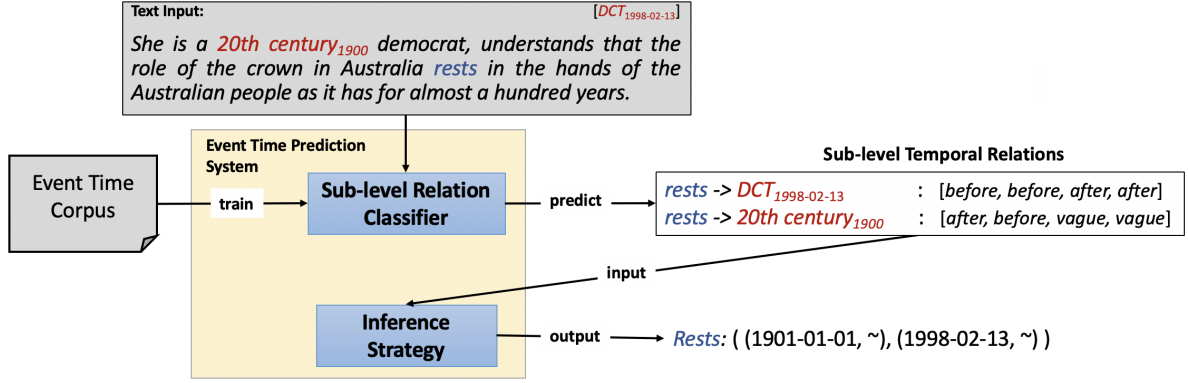 Text Input: [DCT1998-02-13]
She is a 20th century1900 democrat, understands that the
role of the crown in Australia rests in the hands of the
Australian people as it has for almost a hundred years.
Event Time Prediction
System
Event Time
Corpus
train
Sub-level Relation
Classifier
predict
Sub-level Temporal Relations
rests -> DCT1998-02-13 : [before, before, after, after]
rests -> 20th century1900 : [after, before, vague, vague]
input
Inference
Strategy
output
Rests: ( (1901-01-01, ~), (1998-02-13, ~) )